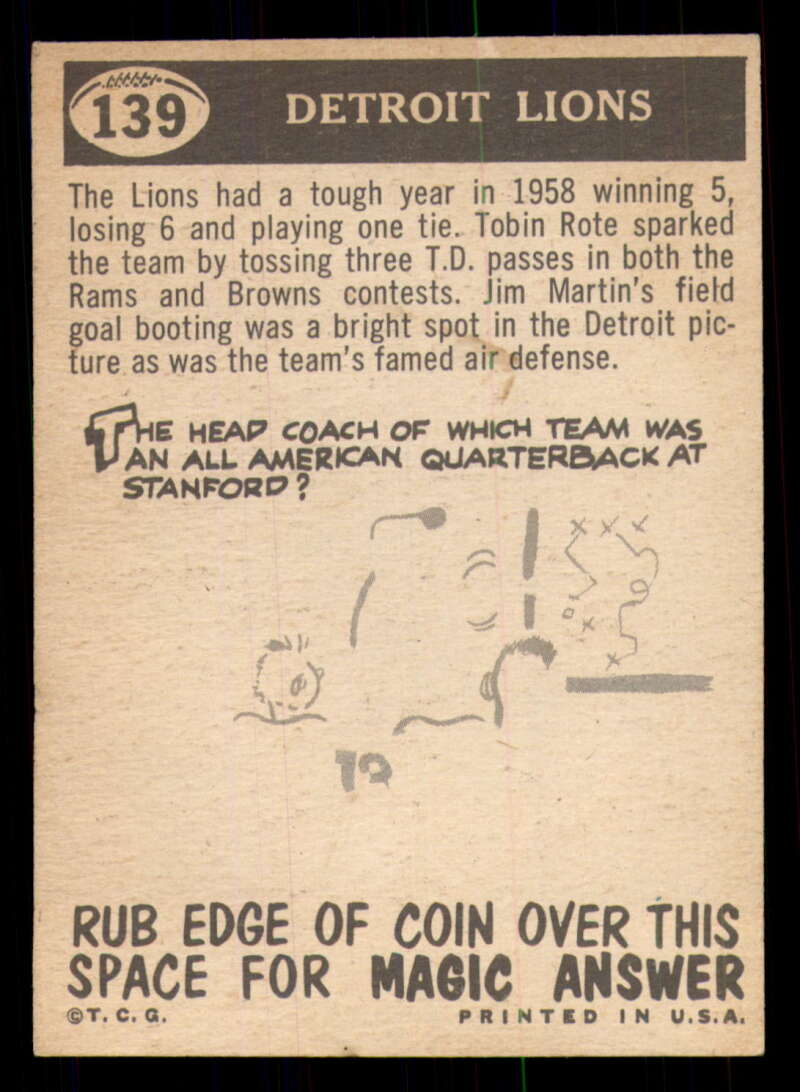 139
DETROIT LIONS
The Lions had a tough year in 1958 winning 5,
losing 6 and playing one tie. Tobin Rote sparked
the team by tossing three T.D. passes in both the
Rams and Browns contests. Jim Martin's field
goal booting was a bright spot in the Detroit pic-
ture as was the team's famed air defense.
THE HEAD COACH OF WHICH TEAM WAS
AN ALL AMERICAN QUARTERBACK AT
STANFORD?
RUB EDGE OF COIN OVER THIS
SPACE FOR MAGIC ANSWER
©T.C.G.
PRINTED IN U.S.A.